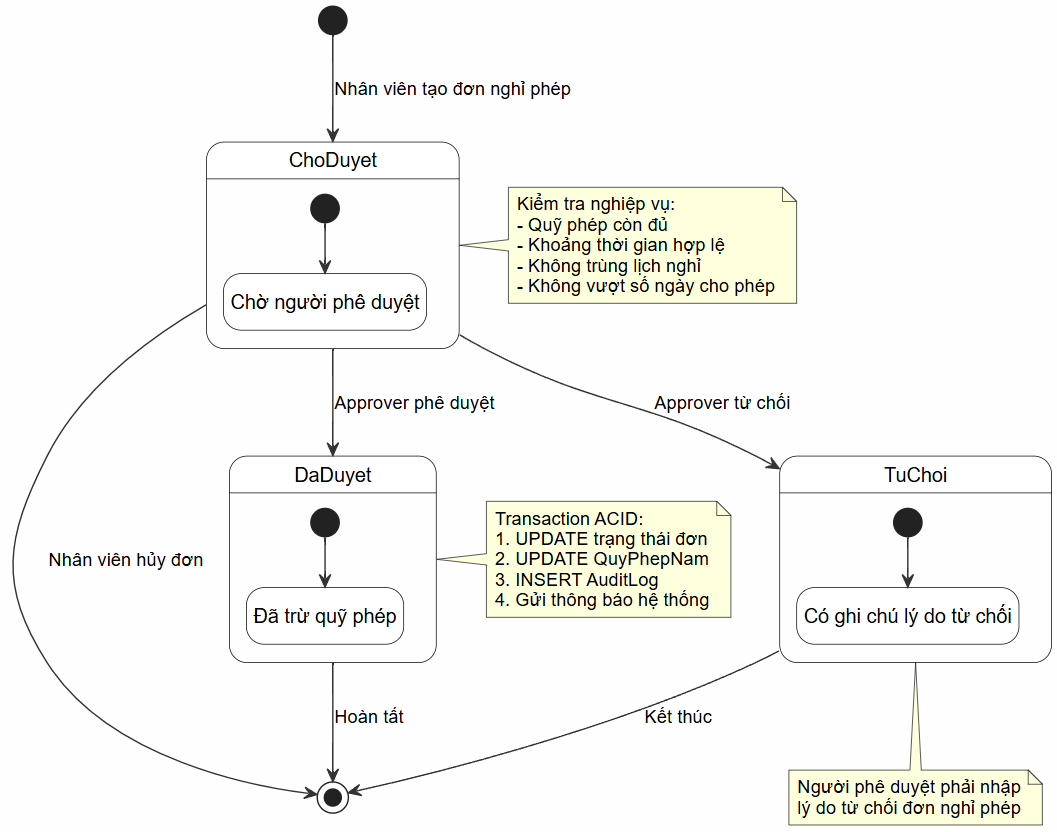 Nhân viên tạo đơn nghỉ phép
ChoDuyet
Chờ người phê duyệt
Kiểm tra nghiệp vụ:
- Quỹ phép còn đủ
- Khoảng thời gian hợp lệ
- Không trùng lịch nghỉ
- Không vượt số ngày cho phép
Approver phê duyệt
Approver từ chối
DaDuyet
Đã trừ quỹ phép
Transaction ACID:
1. UPDATE trạng thái đơn
2. UPDATE QuyPhepNam
3. INSERT AuditLog
4. Gửi thông báo hệ thống
TuChoi
Có ghi chú lý do từ chối
Nhân viên hủy đơn
Hoàn tất
Kết thúc
Người phê duyệt phải nhập
lý do từ chối đơn nghỉ phép